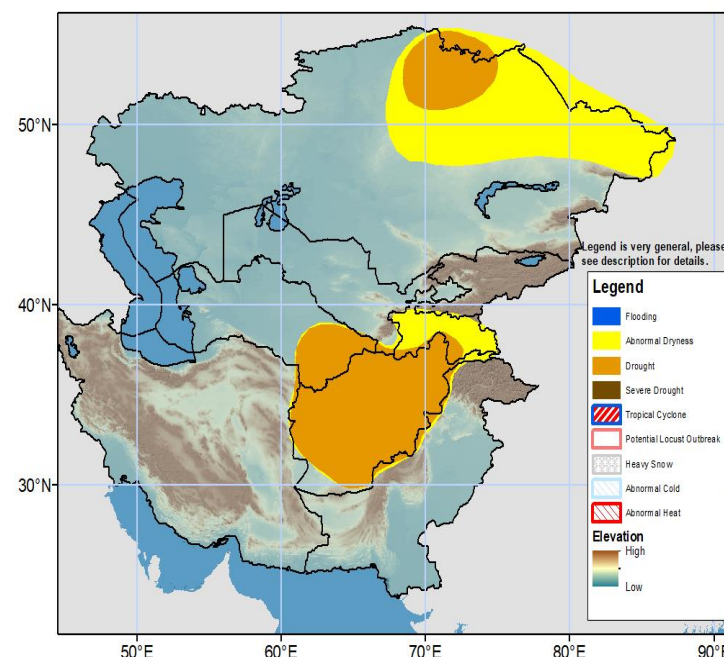 50°N
40°N
30°N
Legend is very general, please
see description for details.
Legend
Flooding
Abnormal Dryness
Drought
Severe Drought
Tropical Cyclone
Potential Locust Outbreak
Heavy Snow
Abnormal Cold
Abnormal Heat
Elevation
High
Low
50°E
60°E
70°E
80°E
90°E